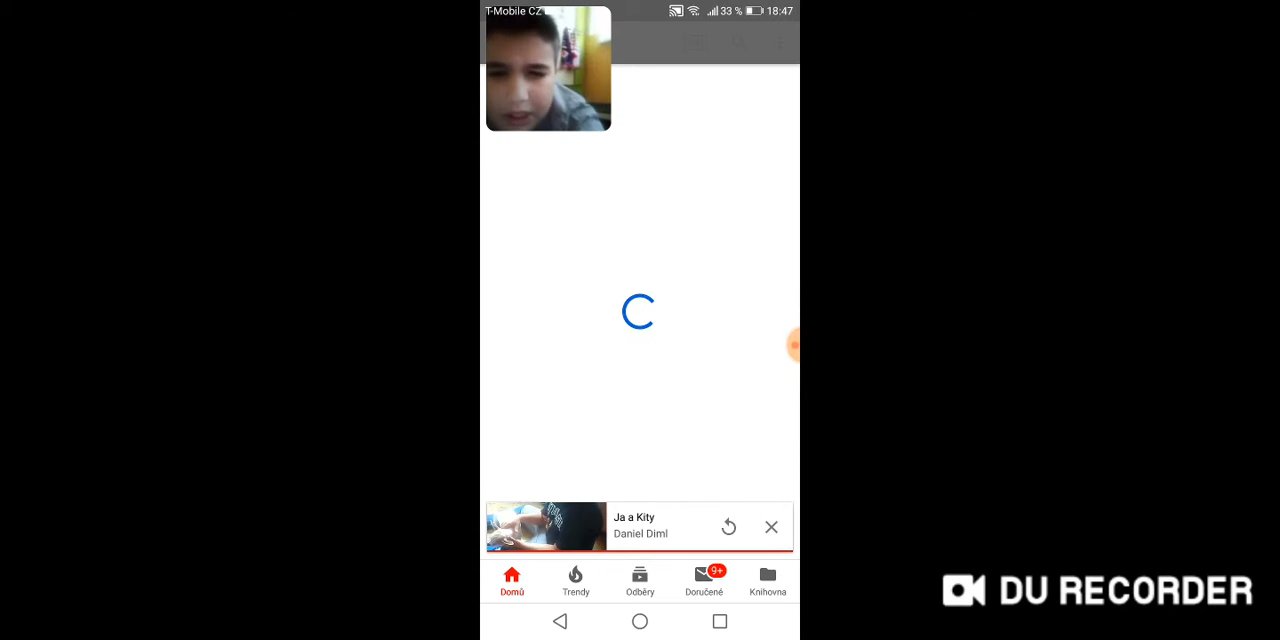 T-Mobile CZ 33 % 18:47
Ja a Kity
Daniel Diml
9+
Domů Trendy Odběry Doručené Knihovna
DU RECORDER